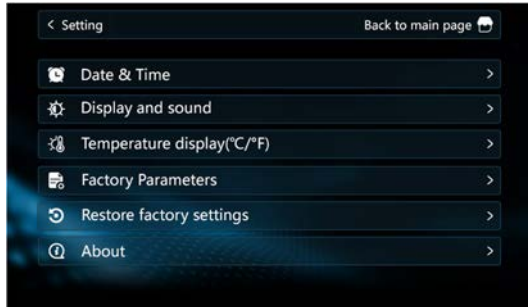 < Setting
Back to main page
Date & Time >
Display and sound >
Temperature display(℃/℉) >
Factory Parameters >
Restore factory settings >
About >